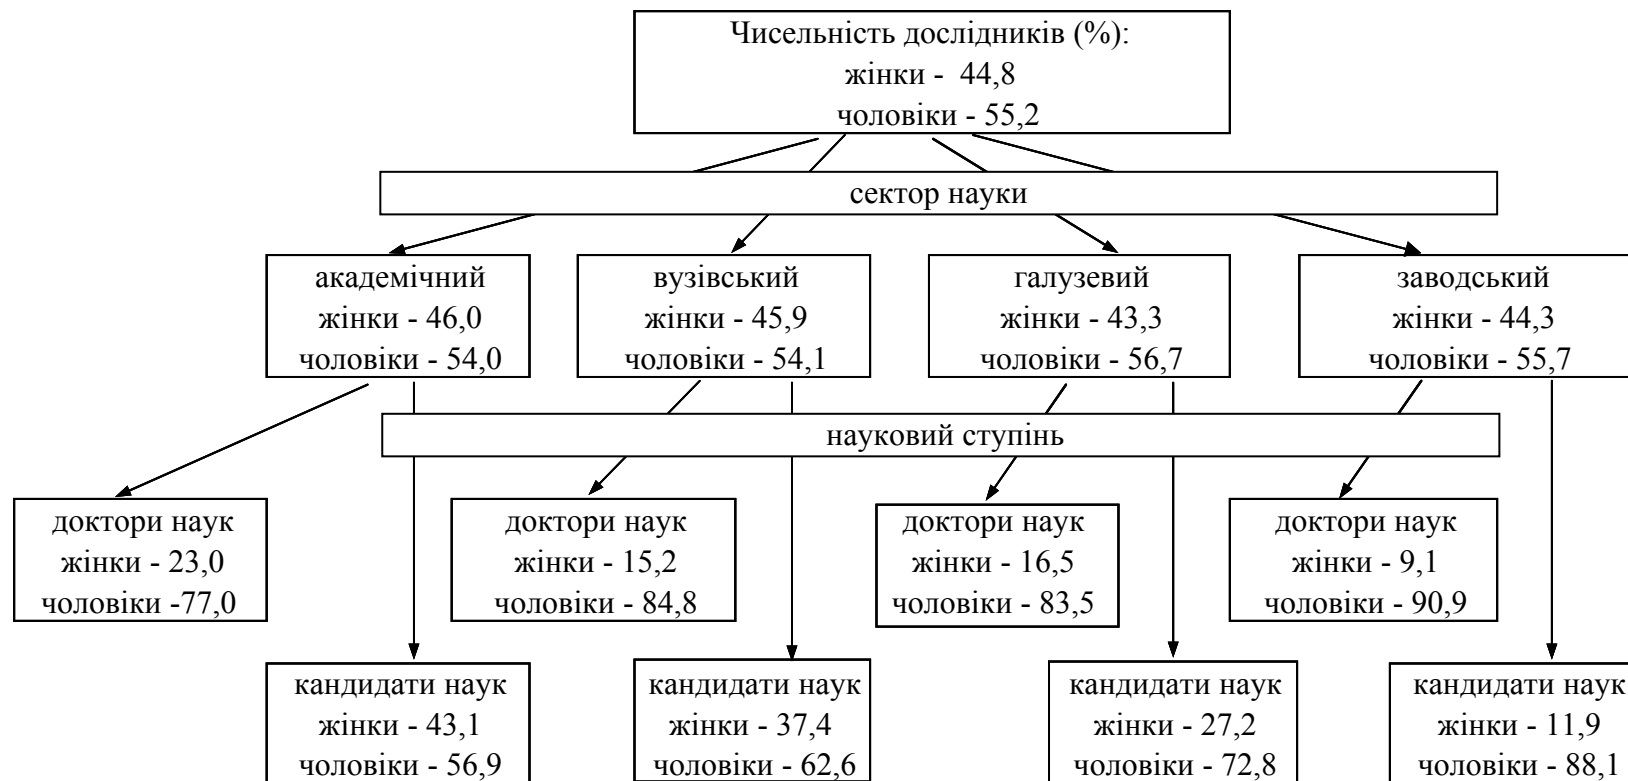 Чисельність дослідників (%):
жінки - 44,8
чоловіки - 55,2
сектор науки
академічний
жінки - 46,0
чоловіки - 54,0
вузівський
жінки - 45,9
чоловіки - 54,1
галузевий
жінки - 43,3
чоловіки - 56,7
заводський
жінки - 44,3
чоловіки - 55,7
науковий ступінь
доктори наук
жінки - 23,0
чоловіки -77,0
доктори наук
жінки - 15,2
чоловіки - 84,8
доктори наук
жінки - 16,5
чоловіки - 83,5
доктори наук
жінки - 9,1
чоловіки - 90,9
кандидати наук
жінки - 43,1
чоловіки - 56,9
кандидати наук
жінки - 37,4
чоловіки - 62,6
кандидати наук
жінки - 27,2
чоловіки - 72,8
кандидати наук
жінки - 11,9
чоловіки - 88,1